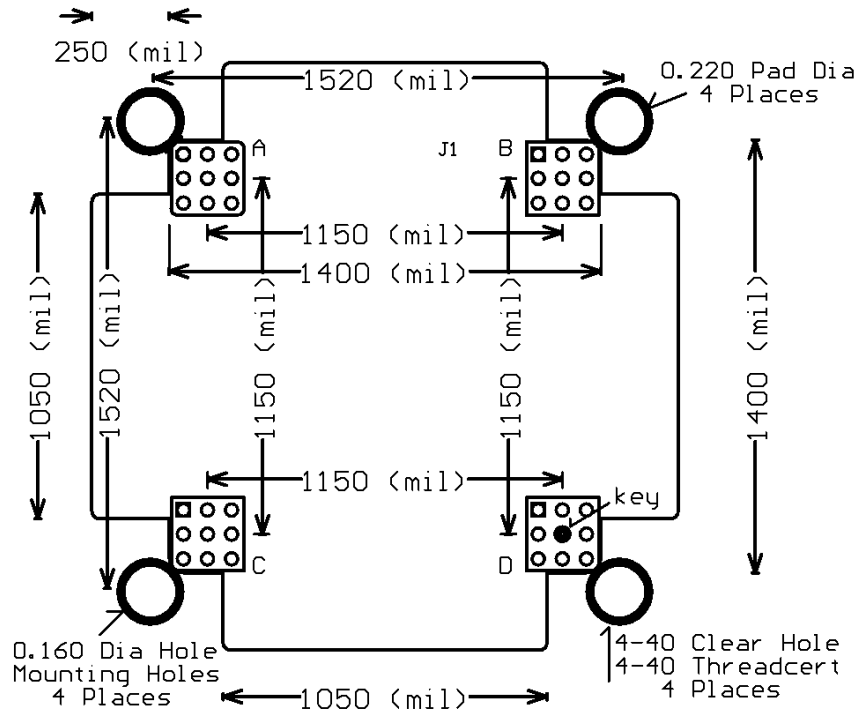 250 (mil)
1520 (mil)
0.220 Pad Dia
4 Places
A
J1
B
1150 (mil)
1400 (mil)
1050 (mil)
1520 (mil)
1150 (mil)
1150 (mil)
1400 (mil)
1150 (mil)
key
C
D
0.160 Dia Hole
Mounting Holes
4 Places
4-40 Clear Hole
4-40 Threadcert
4 Places
1050 (mil)